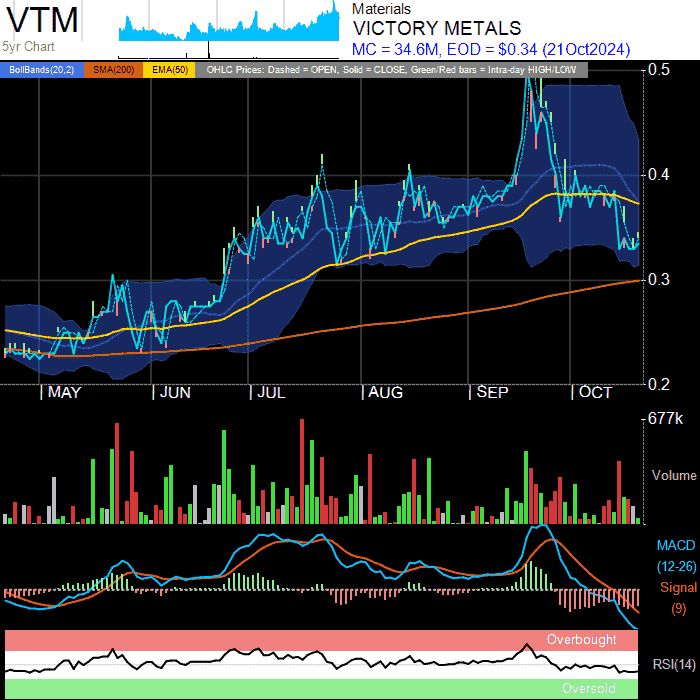 VTM
5yr Chart
Materials
VICTORY METALS
MC = 34.6M, EOD = $0.34 (21Oct2024)
BollBands(20,2) SMA(200) EMA(50) OHLC Prices: Dashed = OPEN, Solid = CLOSE, Green/Red bars = Intra-day HIGH/LOW
0.5
0.4
0.3
0.2
MAY JUN JUL AUG SEP OCT
677k
Volume
MACD
(12-26)
Signal
(9)
Overbought
RSI(14)
Oversold